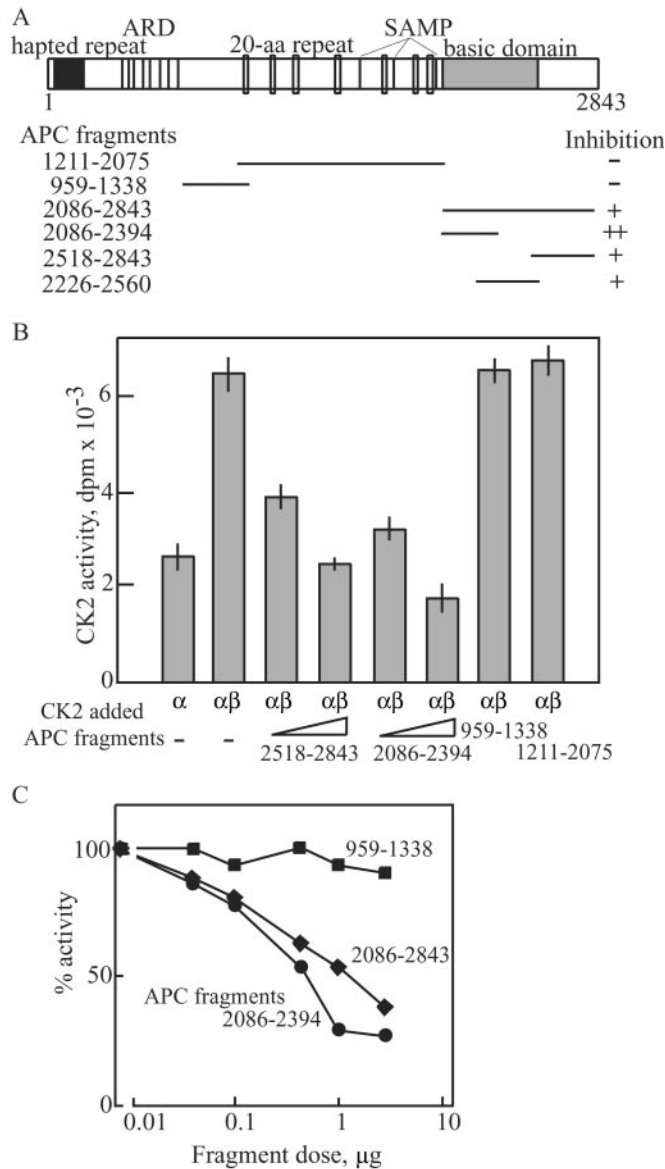 A
ARD SAMP
hapted repeat 20-aa repeat basic domain
1 2843
APC fragments Inhibition
1211-2075 –
959-1338 –
2086-2843 +
2086-2394 ++
2518-2843 +
2226-2560 +
B
CK2 activity, dpm x 10-3
6
4
2
0
CK2 added α αβ αβ αβ αβ αβ αβ αβ
APC fragments – – 2518-2843 2086-2394 959-1338 1211-2075
C
% activity
100
50
0
959-1338
2086-2843
APC fragments
2086-2394
0.01 0.1 1 10
Fragment dose, µg